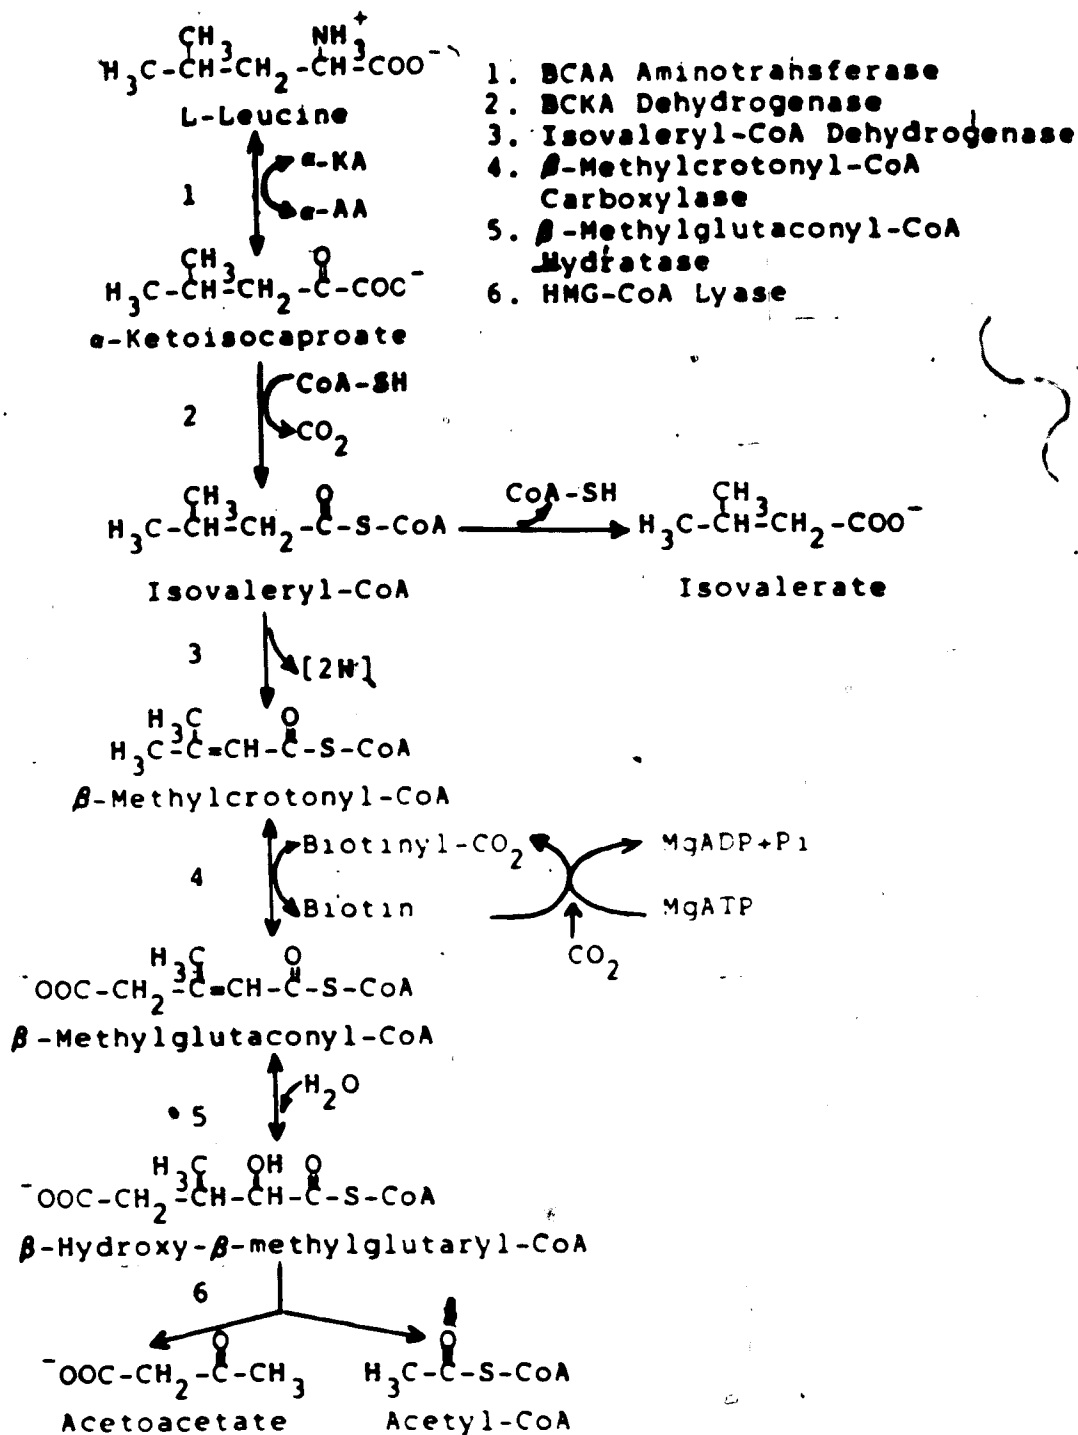 CH3 NH3+
H3C-CH-CH2-CH-COO-
L-Leucine
1
α-KA
α-AA
CH3 O
H3C-CH-CH2-C-COC-
α-Ketoisocaproate
1. BCAA Aminotransferase
2. BCKA Dehydrogenase
3. Isovaleryl-CoA Dehydrogenase
4. β-Methylcrotonyl-CoA
Carboxylase
5. β-Methylglutaconyl-CoA
Hydratase
6. HMG-CoA Lyase
2
CoA-SH
CO2
CH3 O
H3C-CH-CH2-C-S-CoA
Isovaleryl-CoA
CoA-SH
CH3
H3C-CH-CH2-COO-
Isovalerate
3
[2H]
H3C O
H3C-C=CH-C-S-CoA
β-Methylcrotonyl-CoA
4
Biotinyl-CO2
Biotin
MgADP+Pi
MgATP
CO2
H3C O
-OOC-CH2-C=CH-C-S-CoA
β-Methylglutaconyl-CoA
5
H2O
H3C OH O
-OOC-CH2-CH-CH-C-S-CoA
β-Hydroxy-β-methylglutaryl-CoA
6
O
-OOC-CH2-C-CH3
Acetoacetate
O
H3C-C-S-CoA
Acetyl-CoA